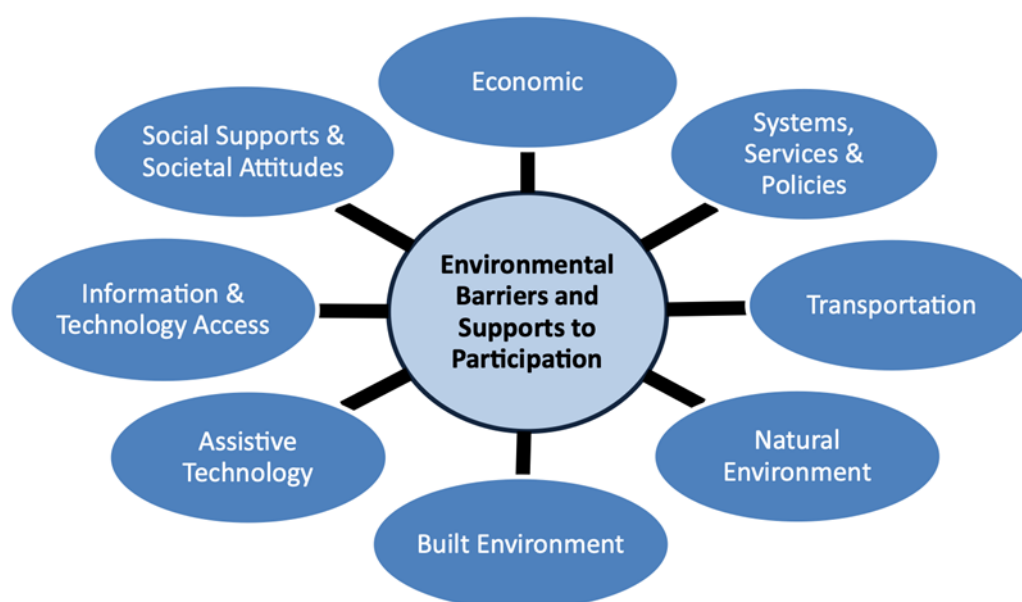 Economic
Systems,
Services &
Policies
Transportation
Natural
Environment
Built Environment
Assistive
Technology
Information &
Technology Access
Social Supports &
Societal Attitudes
Environmental
Barriers and
Supports to
Participation